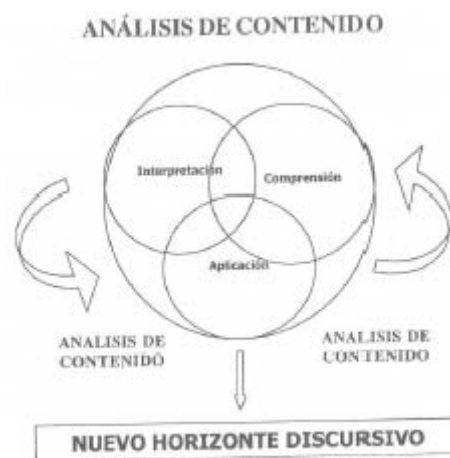 ANÁLISIS DE CONTENIDO
Interpretación
Comprensión
Aplicación
ANALISIS DE
CONTENIDO
ANALISIS DE
CONTENIDO
NUEVO HORIZONTE DISCURSIVO